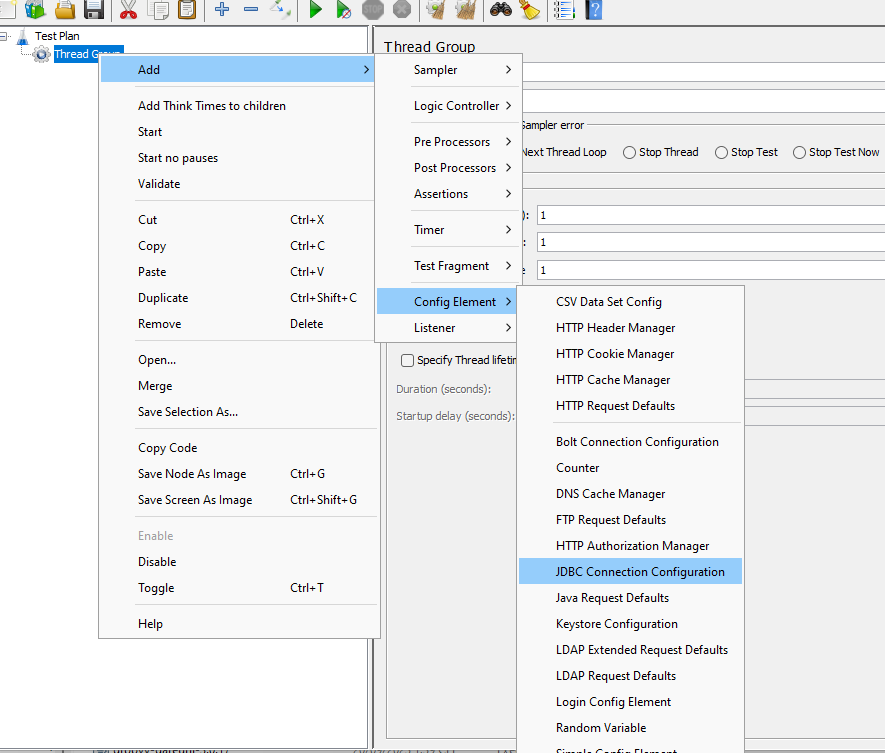 Test Plan
Thread Group
Add
Add Think Times to children
Start
Start no pauses
Validate
Cut Ctrl+X
Copy Ctrl+C
Paste Ctrl+V
Duplicate Ctrl+Shift+C
Remove Delete
Open...
Merge
Save Selection As...
Copy Code
Save Node As Image Ctrl+G
Save Screen As Image Ctrl+Shift+G
Enable
Disable
Toggle Ctrl+T
Help
Sampler
Logic Controller
Pre Processors
Post Processors
Assertions
Timer
Test Fragment
Config Element
Listener
CSV Data Set Config
HTTP Header Manager
HTTP Cookie Manager
HTTP Cache Manager
HTTP Request Defaults
Bolt Connection Configuration
Counter
DNS Cache Manager
FTP Request Defaults
HTTP Authorization Manager
JDBC Connection Configuration
Java Request Defaults
Keystore Configuration
LDAP Extended Request Defaults
LDAP Request Defaults
Login Config Element
Random Variable
Simple Config Element
STOP
Thread Group
Sampler error
Next Thread Loop Stop Thread Stop Test Stop Test Now
): 1
: 1
1
Specify Thread lifetim
Duration (seconds):
Startup delay (seconds):